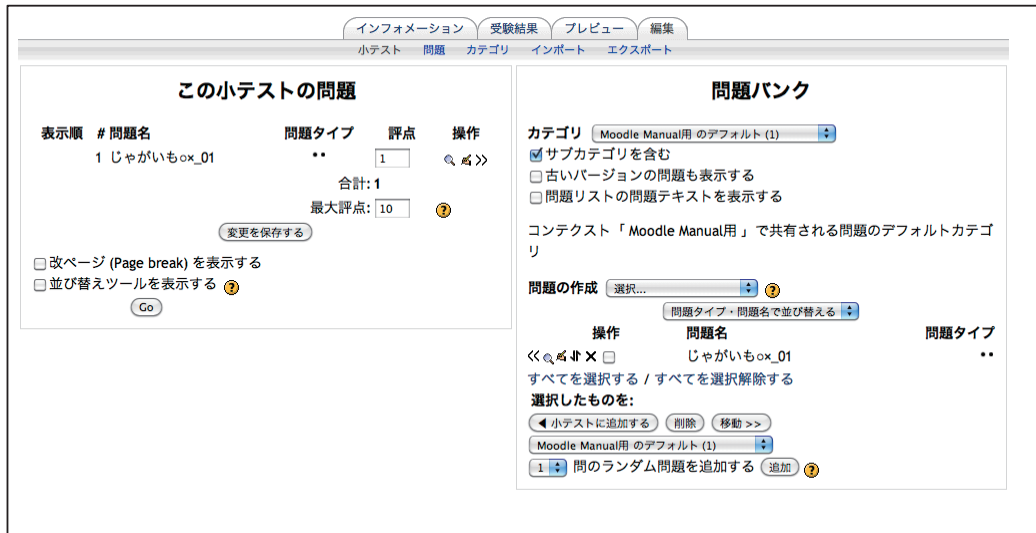 インフォメーション 受験結果 プレビュー 編集
小テスト 問題 カテゴリ インポート エクスポート
この小テストの問題
表示順 # 問題名 問題タイプ 評点 操作
1 じゃがいも○×_01 •• 1
合計: 1
最大評点: 10 ?
変更を保存する
改ページ (Page break) を表示する
並び替えツールを表示する ?
Go
問題バンク
カテゴリ Moodle Manual用 のデフォルト (1)
サブカテゴリを含む
古いバージョンの問題も表示する
問題リストの問題テキストを表示する
コンテクスト「 Moodle Manual用 」で共有される問題のデフォルトカテゴ
リ
問題の作成 選択... ?
問題タイプ・問題名で並び替える
操作 問題名 問題タイプ
じゃがいも○×_01 ••
すべてを選択する / すべてを選択解除する
選択したものを:
◀ 小テストに追加する 削除 移動 >>
Moodle Manual用 のデフォルト (1)
1 問のランダム問題を追加する 追加 ?